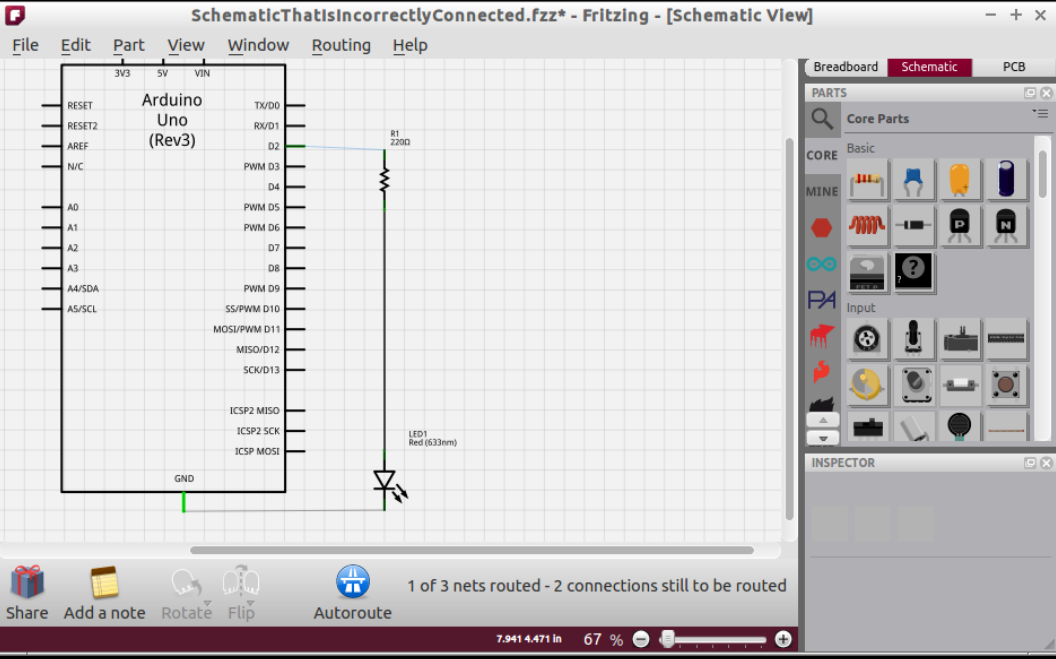 SchematicThatIsIncorrectlyConnected.fzz* - Fritzing - [Schematic View]
File Edit Part View Window Routing Help
Breadboard Schematic PCB
PARTS
Core Parts
CORE
MINE
Basic
Input
INSPECTOR
3V3 5V VIN
Arduino
Uno
(Rev3)
RESET
RESET2
AREF
N/C
A0
A1
A2
A3
A4/SDA
A5/SCL
TX/D0
RX/D1
D2
PWM D3
D4
PWM D5
PWM D6
D7
D8
PWM D9
SS/PWM D10
MOSI/PWM D11
MISO/D12
SCK/D13
ICSP2 MISO
ICSP2 SCK
ICSP MOSI
GND
R1
220Ω
LED1
Red (633nm)
P
N
?
?
PA
Share Add a note Rotate Flip Autoroute
1 of 3 nets routed - 2 connections still to be routed
7.941 4.471 in 67 %